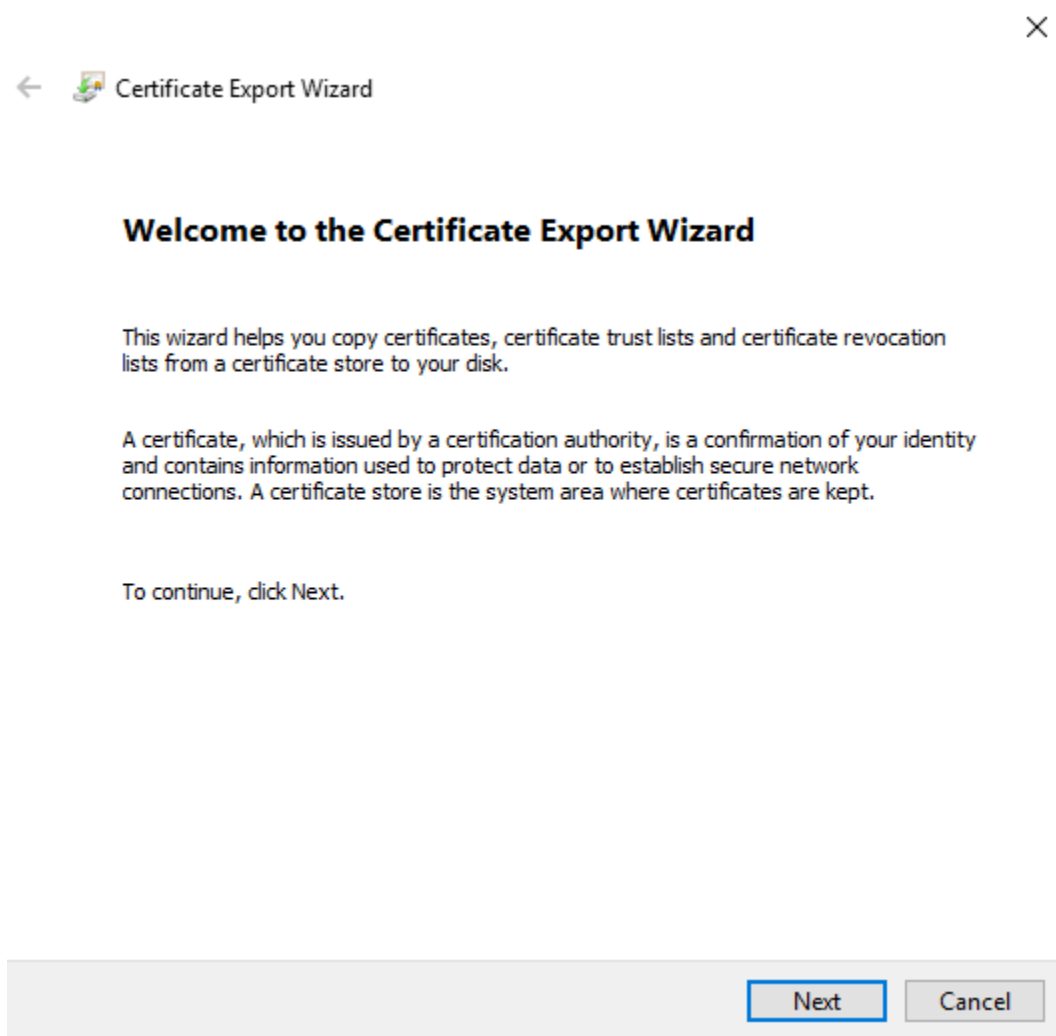 Certificate Export Wizard
Welcome to the Certificate Export Wizard
This wizard helps you copy certificates, certificate trust lists and certificate revocation
lists from a certificate store to your disk.
A certificate, which is issued by a certification authority, is a confirmation of your identity
and contains information used to protect data or to establish secure network
connections. A certificate store is the system area where certificates are kept.
To continue, click Next.
Next
Cancel